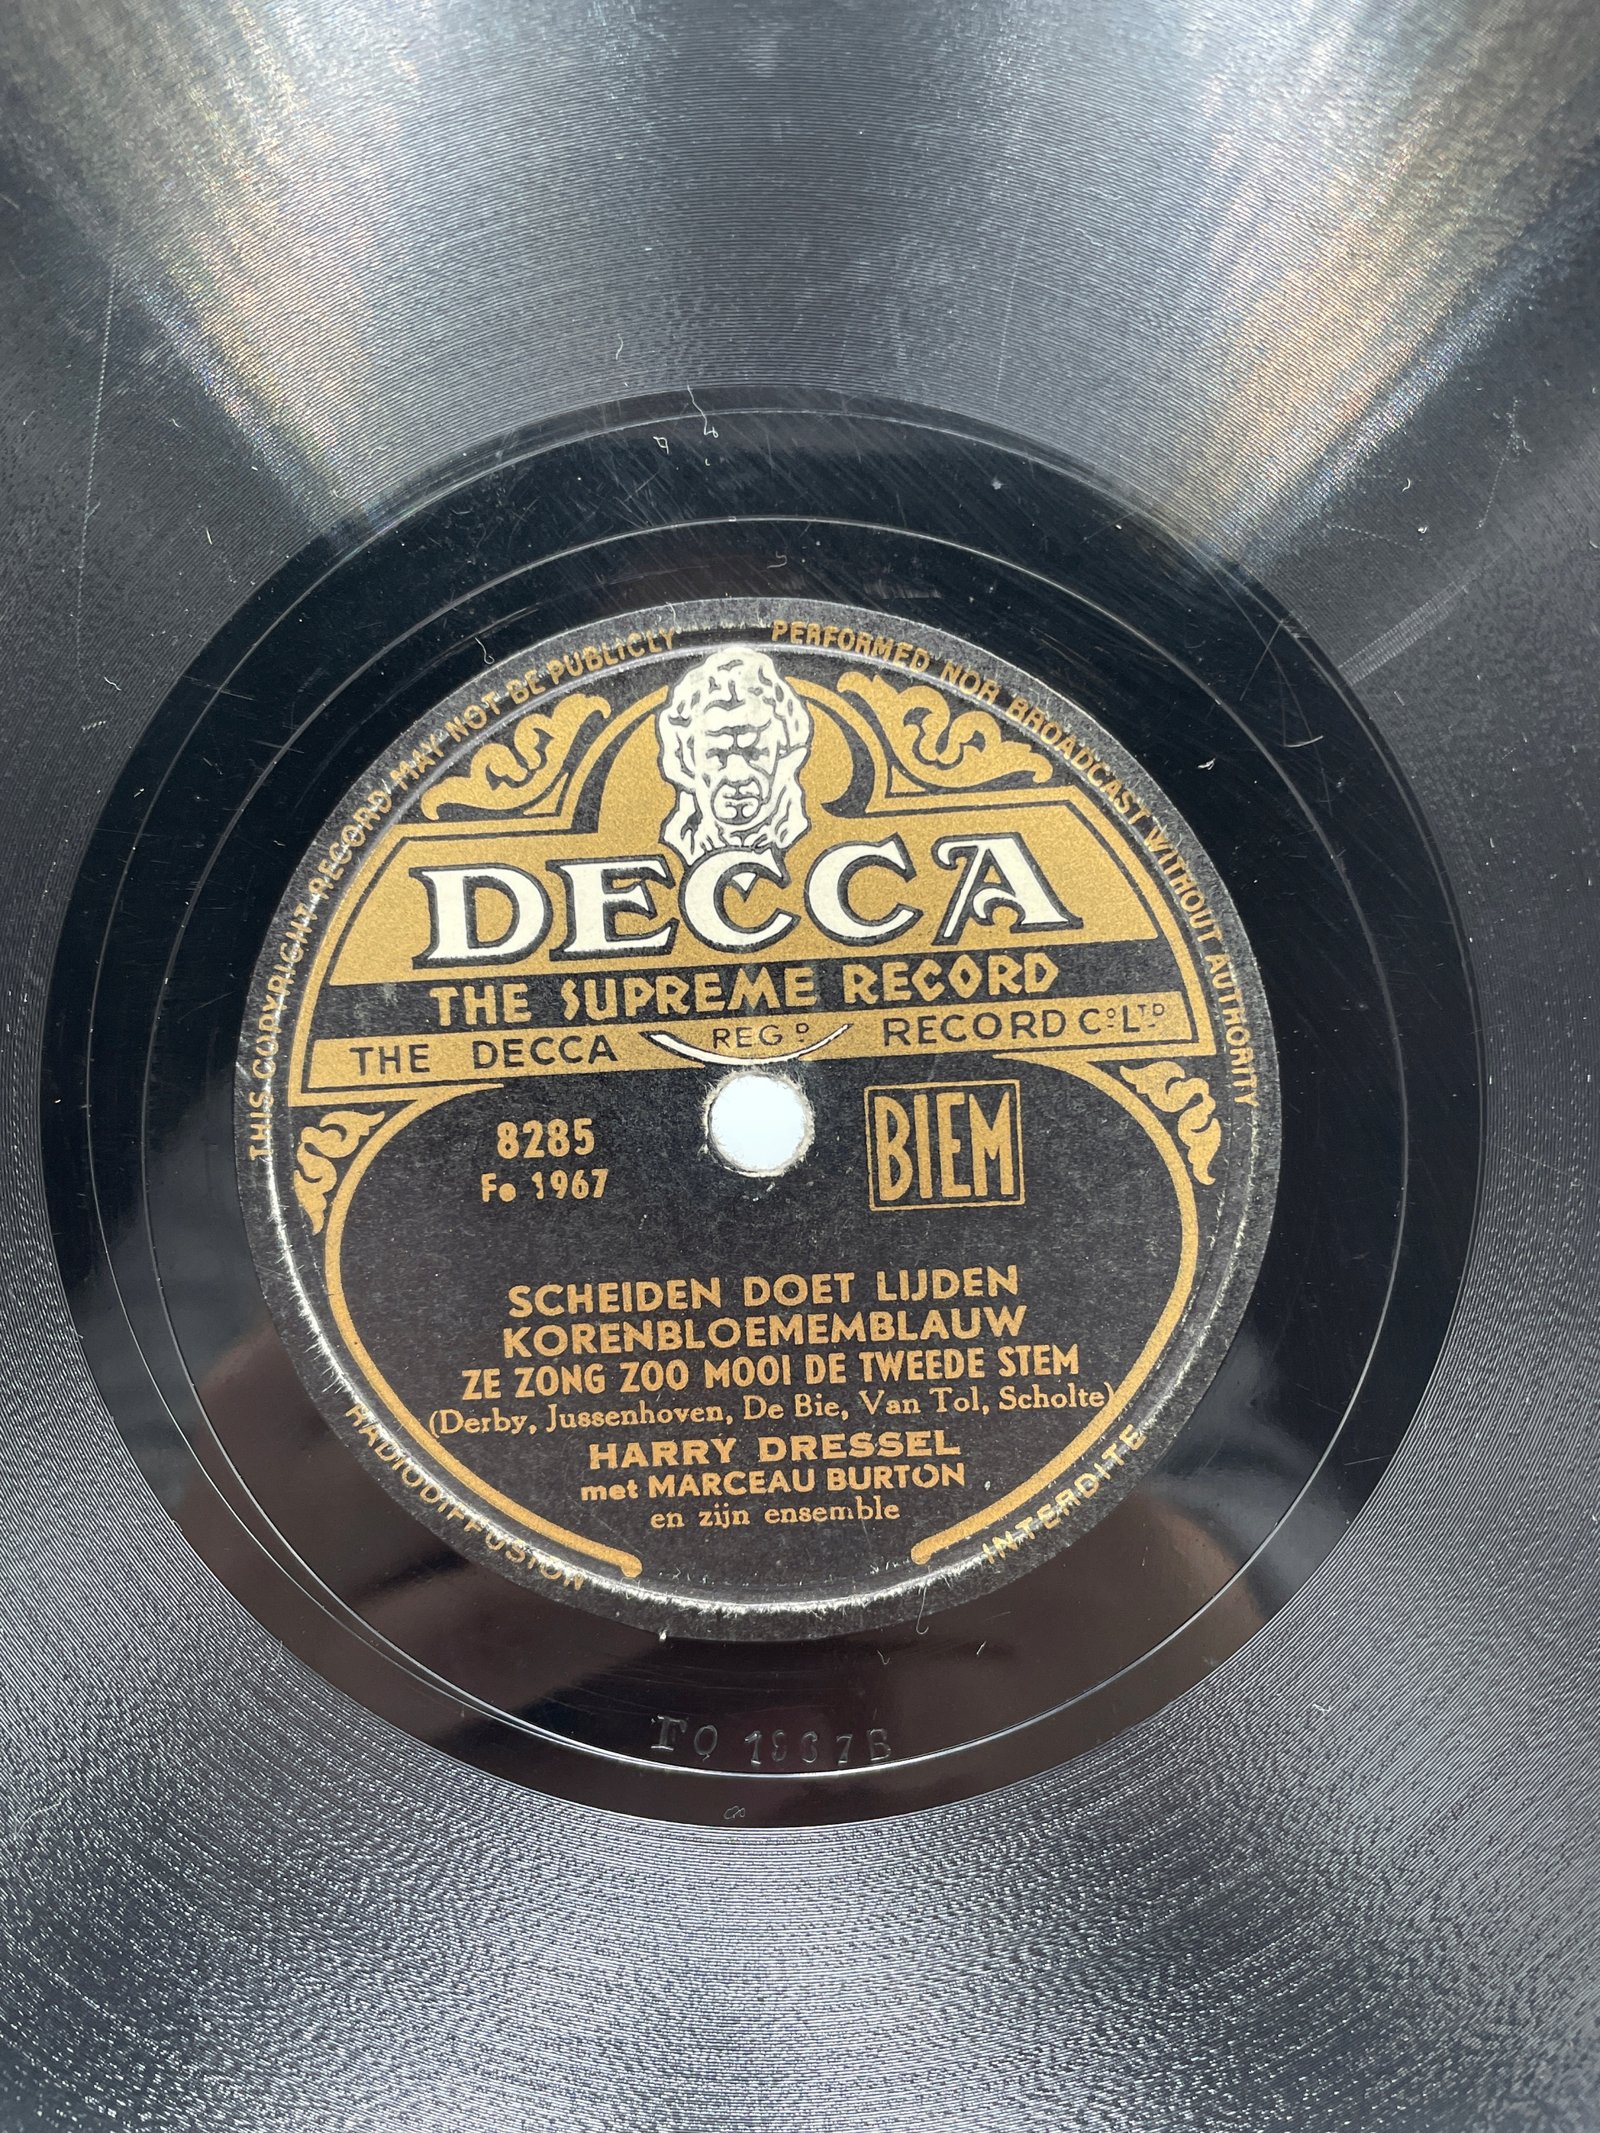 THIS COPYRIGHT RECORD MAY NOT BE PUBLICLY PERFORMED NOR BROADCAST WITHOUT AUTHORITY
DECCA
THE SUPREME RECORD
THE DECCA REGD RECORD CO. LTD
8285
Fo 1967
BIEM
SCHEIDEN DOET LIJDEN
KORENBLOEMEMBLAUW
ZE ZONG ZOO MOOI DE TWEEDE STEM
(Derby, Jussenhoven, De Bie, Van Tol, Scholte)
HARRY DRESSEL
met MARCEAU BURTON
en zijn ensemble
RADIODIFFUSION INTERDITE
FO 1967B